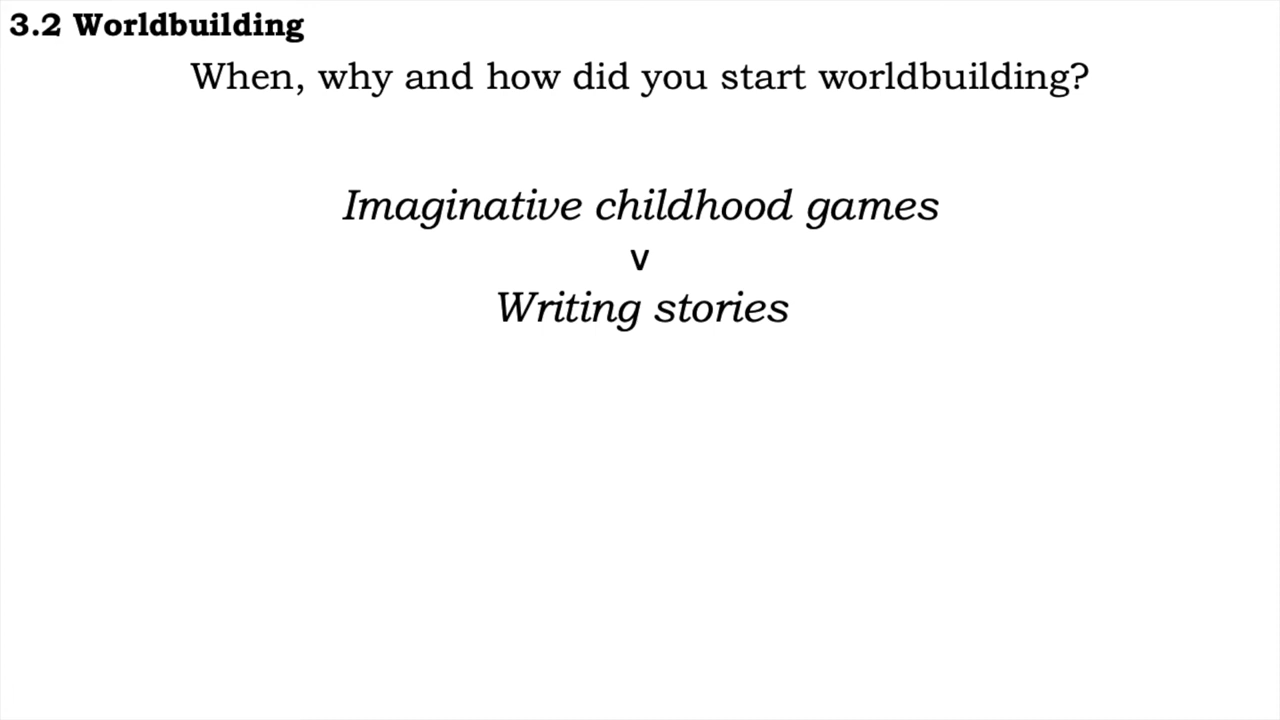 3.2 Worldbuilding
When, why and how did you start worldbuilding?
Imaginative childhood games
v
Writing stories